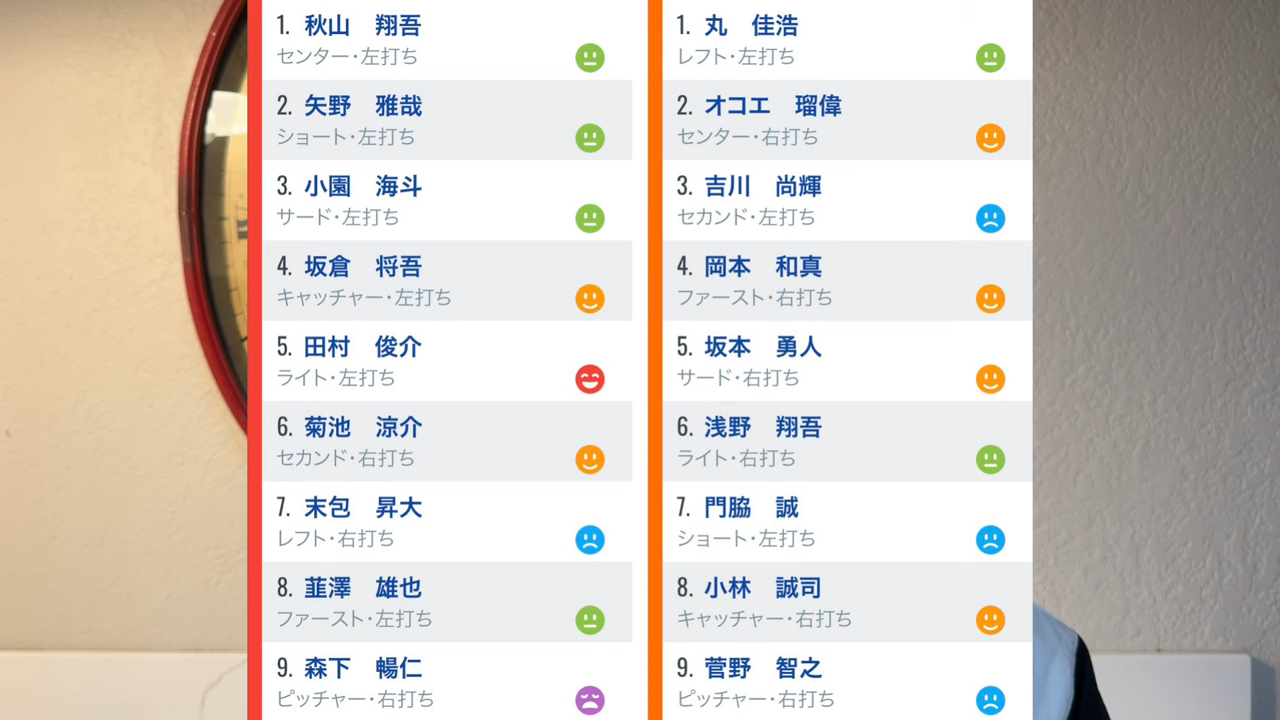 1. 秋山 翔吾
センター・左打ち
2. 矢野 雅哉
ショート・左打ち
3. 小園 海斗
サード・左打ち
4. 坂倉 将吾
キャッチャー・左打ち
5. 田村 俊介
ライト・左打ち
6. 菊池 涼介
セカンド・右打ち
7. 末包 昇大
レフト・右打ち
8. 韮澤 雄也
ファースト・左打ち
9. 森下 暢仁
ピッチャー・右打ち
1. 丸 佳浩
レフト・左打ち
2. オコエ 瑠偉
センター・右打ち
3. 吉川 尚輝
セカンド・左打ち
4. 岡本 和真
ファースト・右打ち
5. 坂本 勇人
サード・右打ち
6. 浅野 翔吾
ライト・右打ち
7. 門脇 誠
ショート・左打ち
8. 小林 誠司
キャッチャー・右打ち
9. 菅野 智之
ピッチャー・右打ち